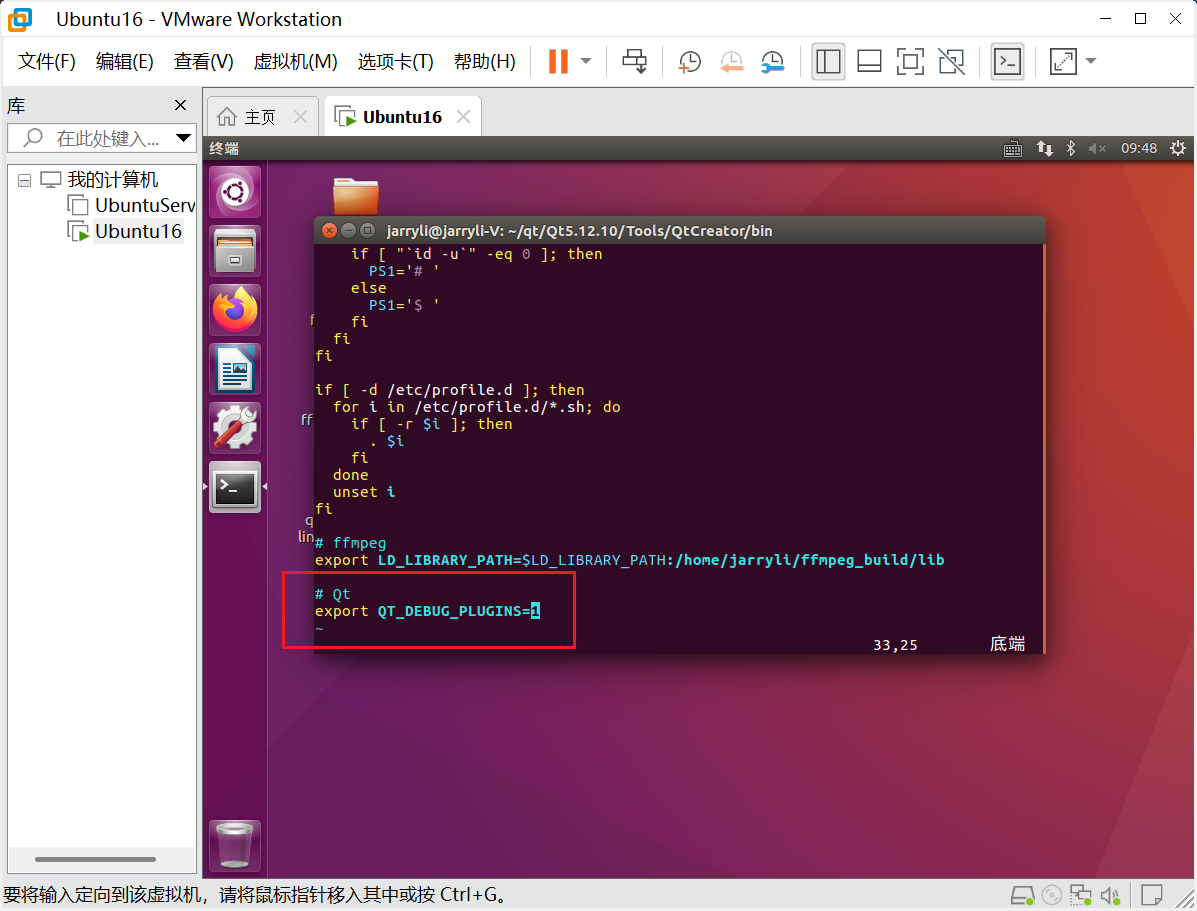 Ubuntu16 - VMware Workstation
文件(F) 编辑(E) 查看(V) 虚拟机(M) 选项卡(T) 帮助(H)
库
在此处键入...
我的计算机
UbuntuServ
Ubuntu16
主页
Ubuntu16
终端
09:48
jarryli@jarryli-V: ~/qt/Qt5.12.10/Tools/QtCreator/bin
if [ "`id -u`" -eq 0 ]; then
PS1='# '
else
PS1='$ '
fi
fi
fi
if [ -d /etc/profile.d ]; then
for i in /etc/profile.d/*.sh; do
if [ -r $i ]; then
. $i
fi
done
unset i
fi
# ffmpeg
export LD_LIBRARY_PATH=$LD_LIBRARY_PATH:/home/jarryli/ffmpeg_build/lib
# Qt
export QT_DEBUG_PLUGINS=1
~
33,25 底端
f
ff
q
lin
要将输入定向到该虚拟机，请将鼠标指针移入其中或按 Ctrl+G。